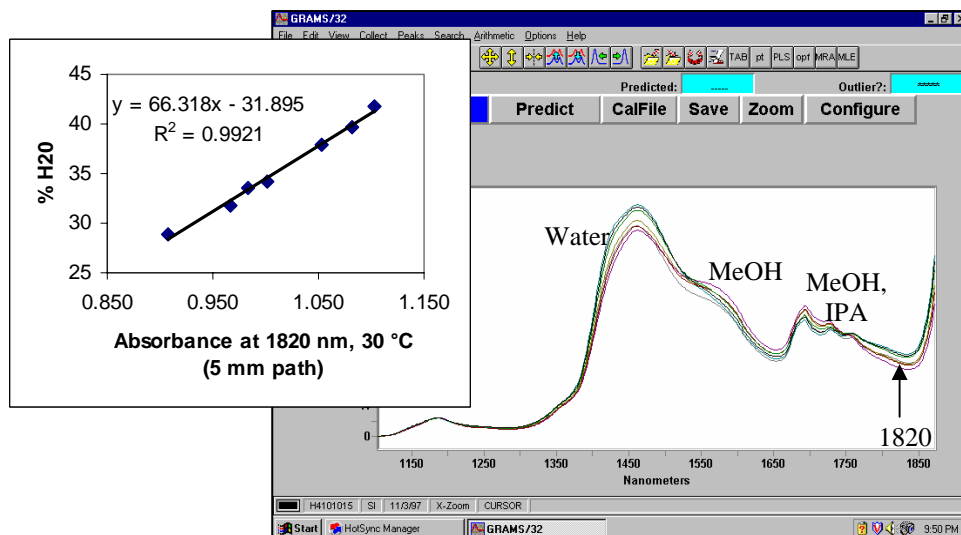 GRAMS/32
File Edit View Collect Peaks Search Arithmetic Options Help
TAB pt PLS opf MRA MLE
Predicted: ----- Outlier?: *****
Predict CalFile Save Zoom Configure
45
40
35
30
25
% H20
y = 66.318x - 31.895
R² = 0.9921
0.850 0.950 1.050 1.150
Absorbance at 1820 nm, 30 °C
(5 mm path)
Water
MeOH
MeOH,
IPA
1820
0
1150 1250 1350 1450 1550 1650 1750 1850
Nanometers
H4101015 SI 11/3/97 X-Zoom CURSOR
Start HotSync Manager GRAMS/32 9:50 PM